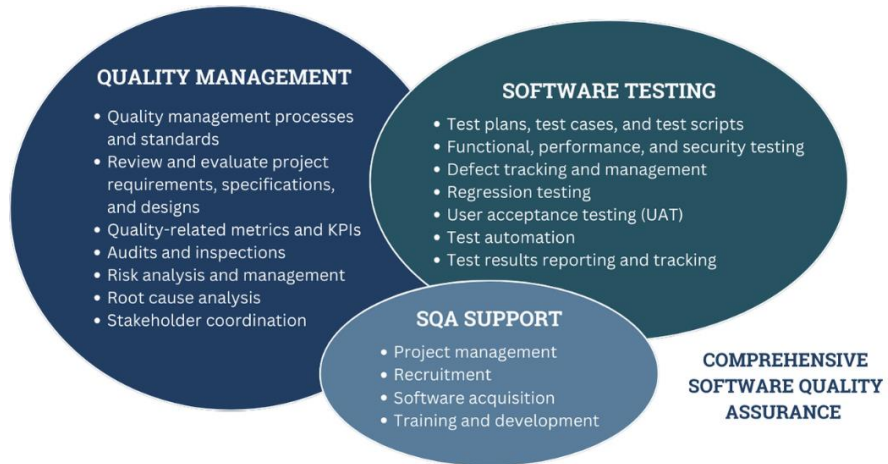 QUALITY MANAGEMENT
• Quality management processes
and standards
• Review and evaluate project
requirements, specifications,
and designs
• Quality-related metrics and KPIs
• Audits and inspections
• Risk analysis and management
• Root cause analysis
• Stakeholder coordination
SOFTWARE TESTING
• Test plans, test cases, and test scripts
• Functional, performance, and security testing
• Defect tracking and management
• Regression testing
• User acceptance testing (UAT)
• Test automation
• Test results reporting and tracking
SQA SUPPORT
• Project management
• Recruitment
• Software acquisition
• Training and development
COMPREHENSIVE
SOFTWARE QUALITY
ASSURANCE